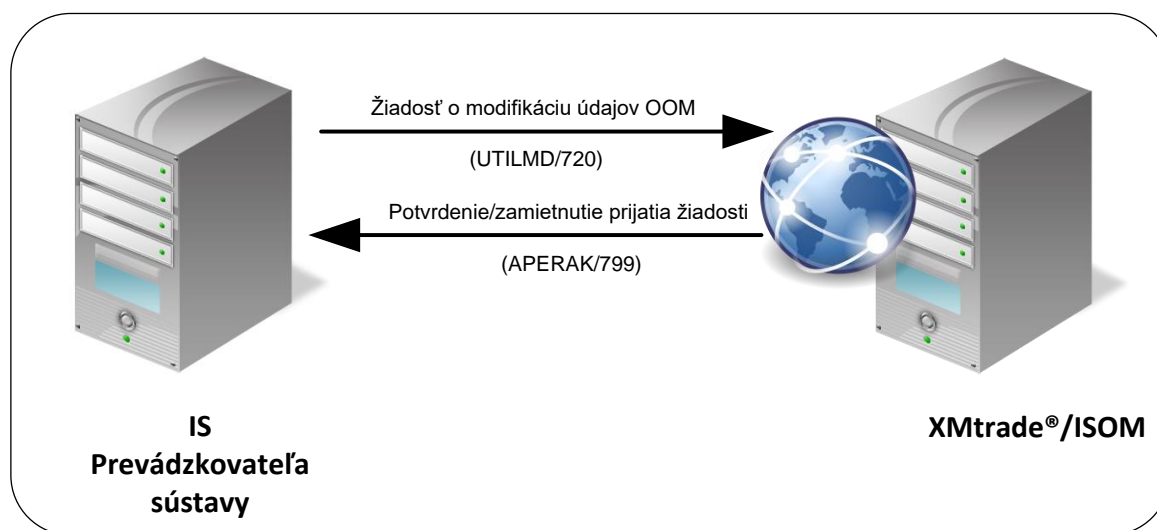 Žiadosť o modifikáciu údajov OOM
(UTILMD/720)
Potvrdenie/zamietnutie prijatia žiadosti
(APERAK/799)
IS
Prevádzkovateľa
sústavy
XMtrade®/ISOM